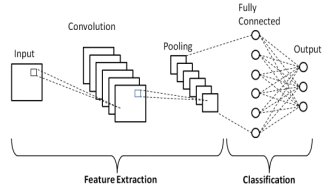 Fully
Connected
Convolution
Input
Pooling
Output
Feature Extraction
Classification